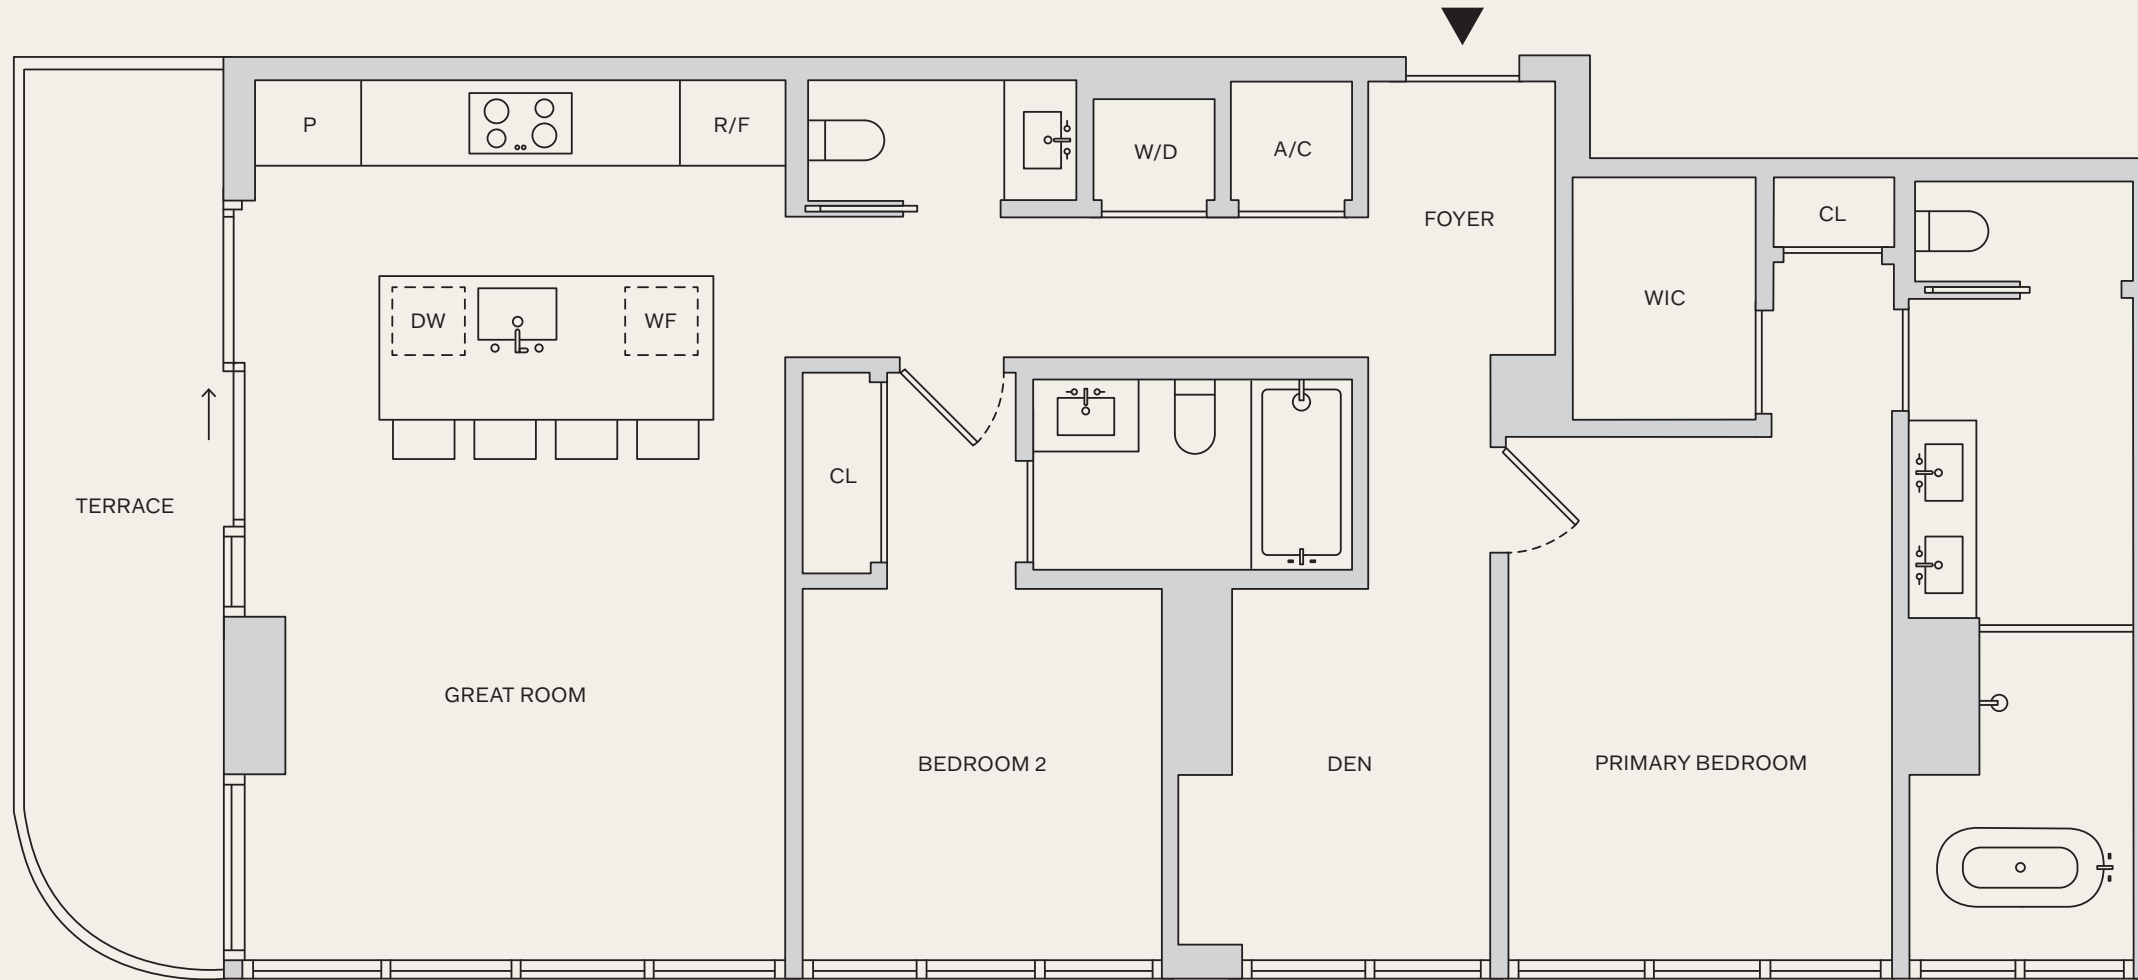 P
R/F
W/D
A/C
FOYER
CL
WIC
DW
WF
CL
TERRACE
GREAT ROOM
BEDROOM 2
DEN
PRIMARY BEDROOM